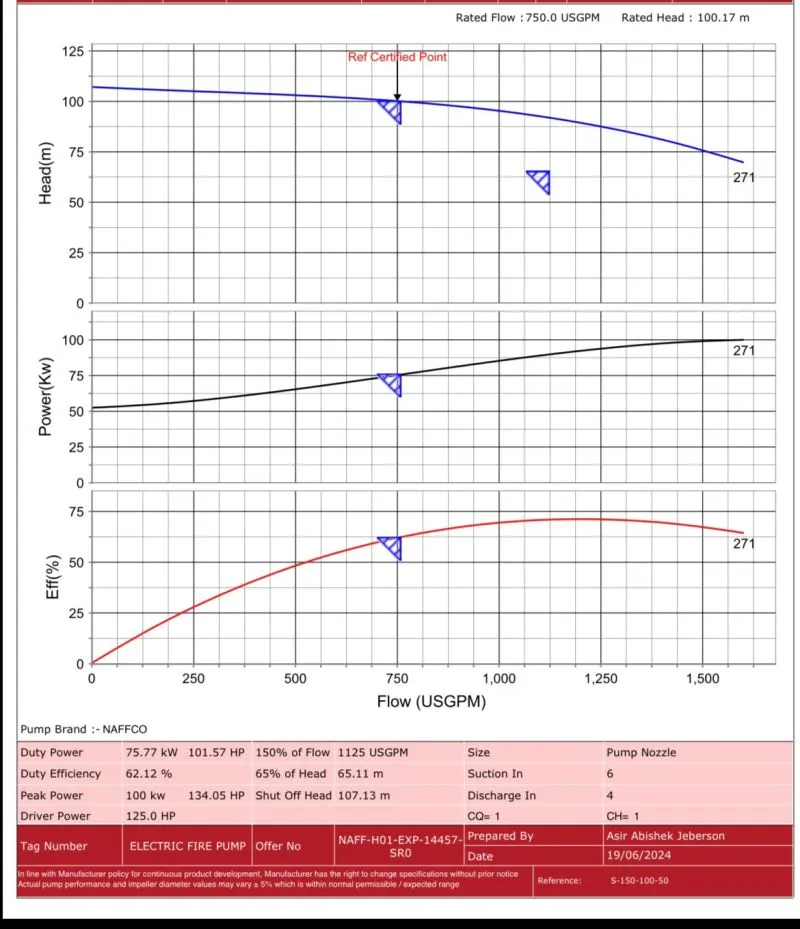 Rated Flow : 750.0 USGPM Rated Head : 100.17 m
Ref Certified Point
125
100
75
50
25
0
Head(m)
271
100
75
50
25
0
Power(Kw)
271
75
50
25
0
Eff(%)
271
0 250 500 750 1,000 1,250 1,500
Flow (USGPM)
Pump Brand :- NAFFCO
Duty Power 75.77 kW 101.57 HP 150% of Flow 1125 USGPM Size Pump Nozzle
Duty Efficiency 62.12 % 65% of Head 65.11 m Suction In 6
Peak Power 100 kw 134.05 HP Shut Off Head 107.13 m Discharge In 4
Driver Power 125.0 HP CQ= 1 CH= 1
Tag Number ELECTRIC FIRE PUMP Offer No NAFF-H01-EXP-14457-
SR0
Prepared By Asir Abishek Jeberson
Date 19/06/2024
In line with Manufacturer policy for continuous product development, Manufacturer has the right to change specifications without prior notice
Actual pump performance and impeller diameter values may vary ± 5% which is within normal permissible / expected range
Reference: S-150-100-50